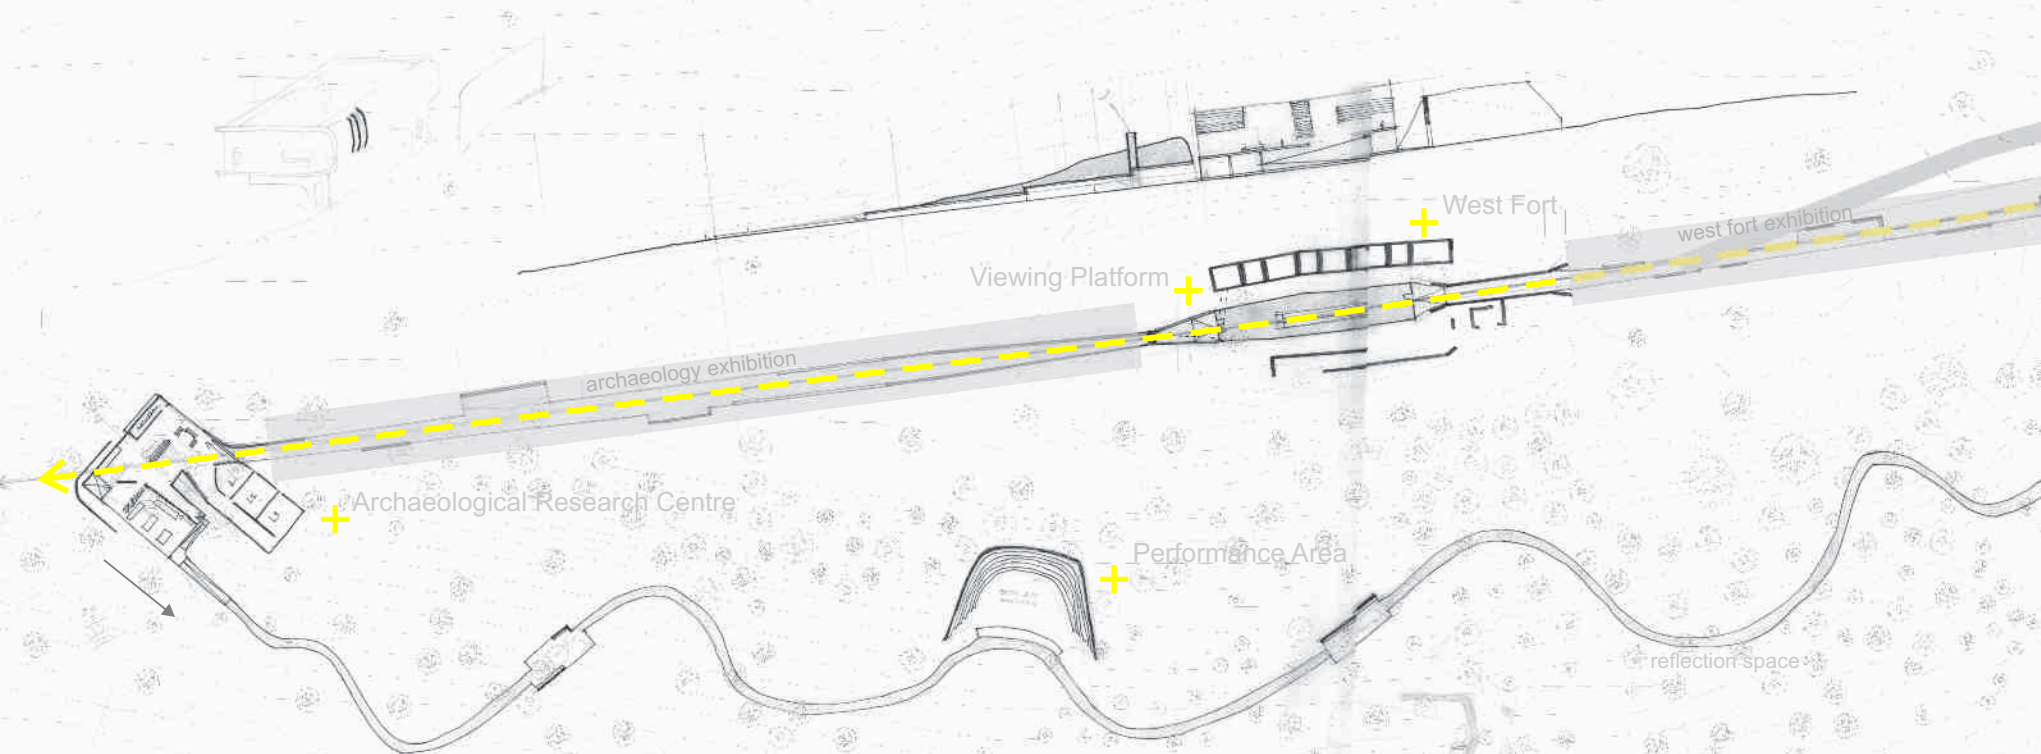 West Fort
west fort exhibition
Viewing Platform
archaeology exhibition
Archaeological Research Centre
Performance Area
reflection space